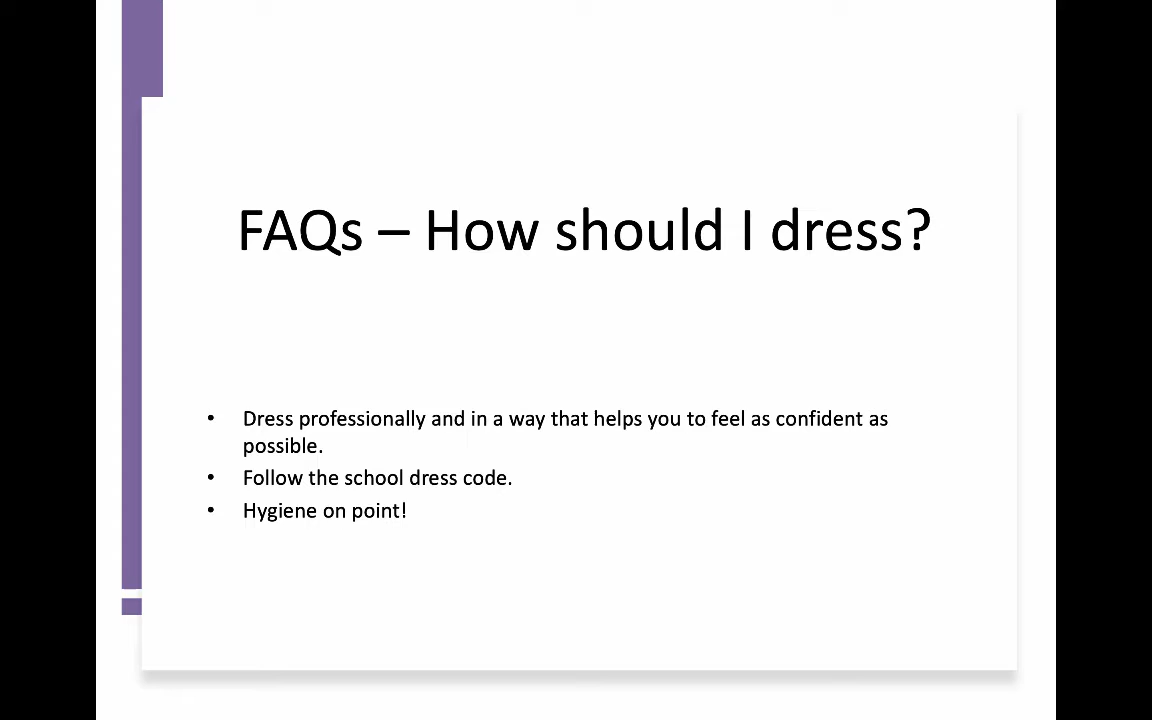 FAQs – How should I dress?
• Dress professionally and in a way that helps you to feel as confident as
possible.
• Follow the school dress code.
• Hygiene on point!